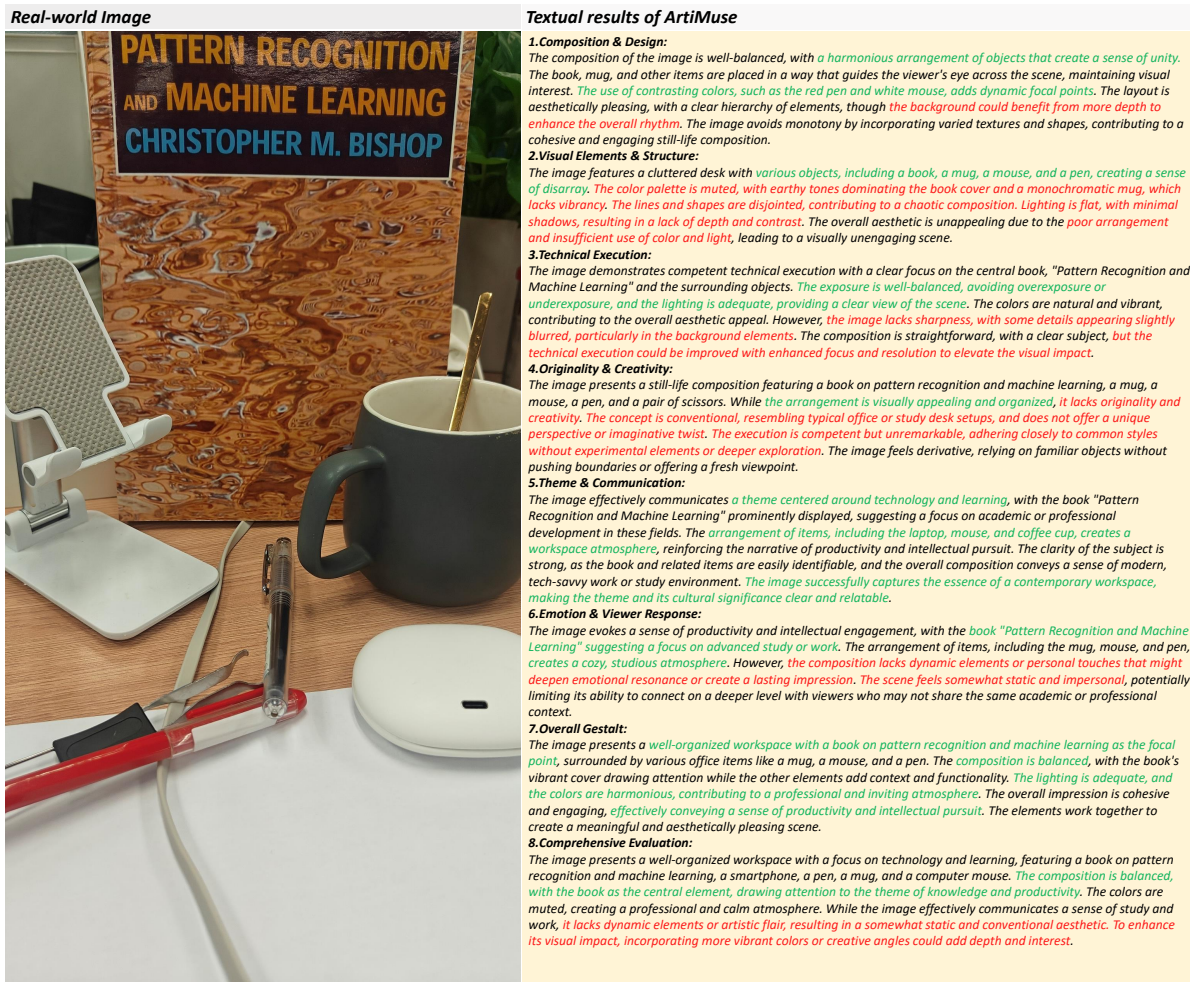 Real-world Image
Textual results of ArtiMuse
PATTERN RECOGNITION
AND MACHINE LEARNING
CHRISTOPHER M. BISHOP
1.Composition & Design:
The composition of the image is well-balanced, with a harmonious arrangement of objects that create a sense of unity.
The book, mug, and other items are placed in a way that guides the viewer's eye across the scene, maintaining visual
interest. The use of contrasting colors, such as the red pen and white mouse, adds dynamic focal points. The layout is
aesthetically pleasing, with a clear hierarchy of elements, though the background could benefit from more depth to
enhance the overall rhythm. The image avoids monotony by incorporating varied textures and shapes, contributing to a
cohesive and engaging still-life composition.
2.Visual Elements & Structure:
The image features a cluttered desk with various objects, including a book, a mug, a mouse, and a pen, creating a sense
of disarray. The color palette is muted, with earthy tones dominating the book cover and a monochromatic mug, which
lacks vibrancy. The lines and shapes are disjointed, contributing to a chaotic composition. Lighting is flat, with minimal
shadows, resulting in a lack of depth and contrast. The overall aesthetic is unappealing due to the poor arrangement
and insufficient use of color and light, leading to a visually unengaging scene.
3.Technical Execution:
The image demonstrates competent technical execution with a clear focus on the central book, "Pattern Recognition and
Machine Learning" and the surrounding objects. The exposure is well-balanced, avoiding overexposure or
underexposure, and the lighting is adequate, providing a clear view of the scene. The colors are natural and vibrant,
contributing to the overall aesthetic appeal. However, the image lacks sharpness, with some details appearing slightly
blurred, particularly in the background elements. The composition is straightforward, with a clear subject, but the
technical execution could be improved with enhanced focus and resolution to elevate the visual impact.
4.Originality & Creativity:
The image presents a still-life composition featuring a book on pattern recognition and machine learning, a mug, a
mouse, a pen, and a pair of scissors. While the arrangement is visually appealing and organized, it lacks originality and
creativity. The concept is conventional, resembling typical office or study desk setups, and does not offer a unique
perspective or imaginative twist. The execution is competent but unremarkable, adhering closely to common styles
without experimental elements or deeper exploration. The image feels derivative, relying on familiar objects without
pushing boundaries or offering a fresh viewpoint.
5.Theme & Communication:
The image effectively communicates a theme centered around technology and learning, with the book "Pattern
Recognition and Machine Learning" prominently displayed, suggesting a focus on academic or professional
development in these fields. The arrangement of items, including the laptop, mouse, and coffee cup, creates a
workspace atmosphere, reinforcing the narrative of productivity and intellectual pursuit. The clarity of the subject is
strong, as the book and related items are easily identifiable, and the overall composition conveys a sense of modern,
tech-savvy work or study environment. The image successfully captures the essence of a contemporary workspace,
making the theme and its cultural significance clear and relatable.
6.Emotion & Viewer Response:
The image evokes a sense of productivity and intellectual engagement, with the book "Pattern Recognition and Machine
Learning" suggesting a focus on advanced study or work. The arrangement of items, including the mug, mouse, and pen,
creates a cozy, studious atmosphere. However, the composition lacks dynamic elements or personal touches that might
deepen emotional resonance or create a lasting impression. The scene feels somewhat static and impersonal, potentially
limiting its ability to connect on a deeper level with viewers who may not share the same academic or professional
context.
7.Overall Gestalt:
The image presents a well-organized workspace with a book on pattern recognition and machine learning as the focal
point, surrounded by various office items like a mug, a mouse, and a pen. The composition is balanced, with the book's
vibrant cover drawing attention while the other elements add context and functionality. The lighting is adequate, and
the colors are harmonious, contributing to a professional and inviting atmosphere. The overall impression is cohesive
and engaging, effectively conveying a sense of productivity and intellectual pursuit. The elements work together to
create a meaningful and aesthetically pleasing scene.
8.Comprehensive Evaluation:
The image presents a well-organized workspace with a focus on technology and learning, featuring a book on pattern
recognition and machine learning, a smartphone, a pen, a mug, and a computer mouse. The composition is balanced,
with the book as the central element, drawing attention to the theme of knowledge and productivity. The colors are
muted, creating a professional and calm atmosphere. While the image effectively communicates a sense of study and
work, it lacks dynamic elements or artistic flair, resulting in a somewhat static and conventional aesthetic. To enhance
its visual impact, incorporating more vibrant colors or creative angles could add depth and interest.